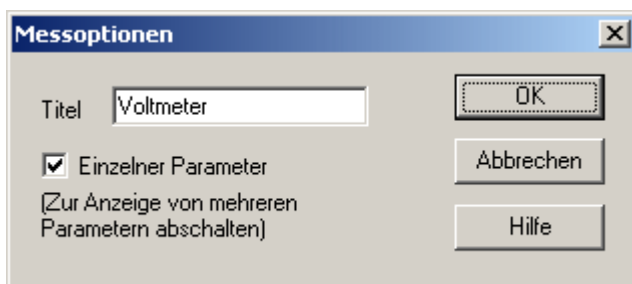 Messoptionen
Titel
Voltmeter
OK
Einzelner Parameter
Abbrechen
(Zur Anzeige von mehreren
Parametern abschalten)
Hilfe